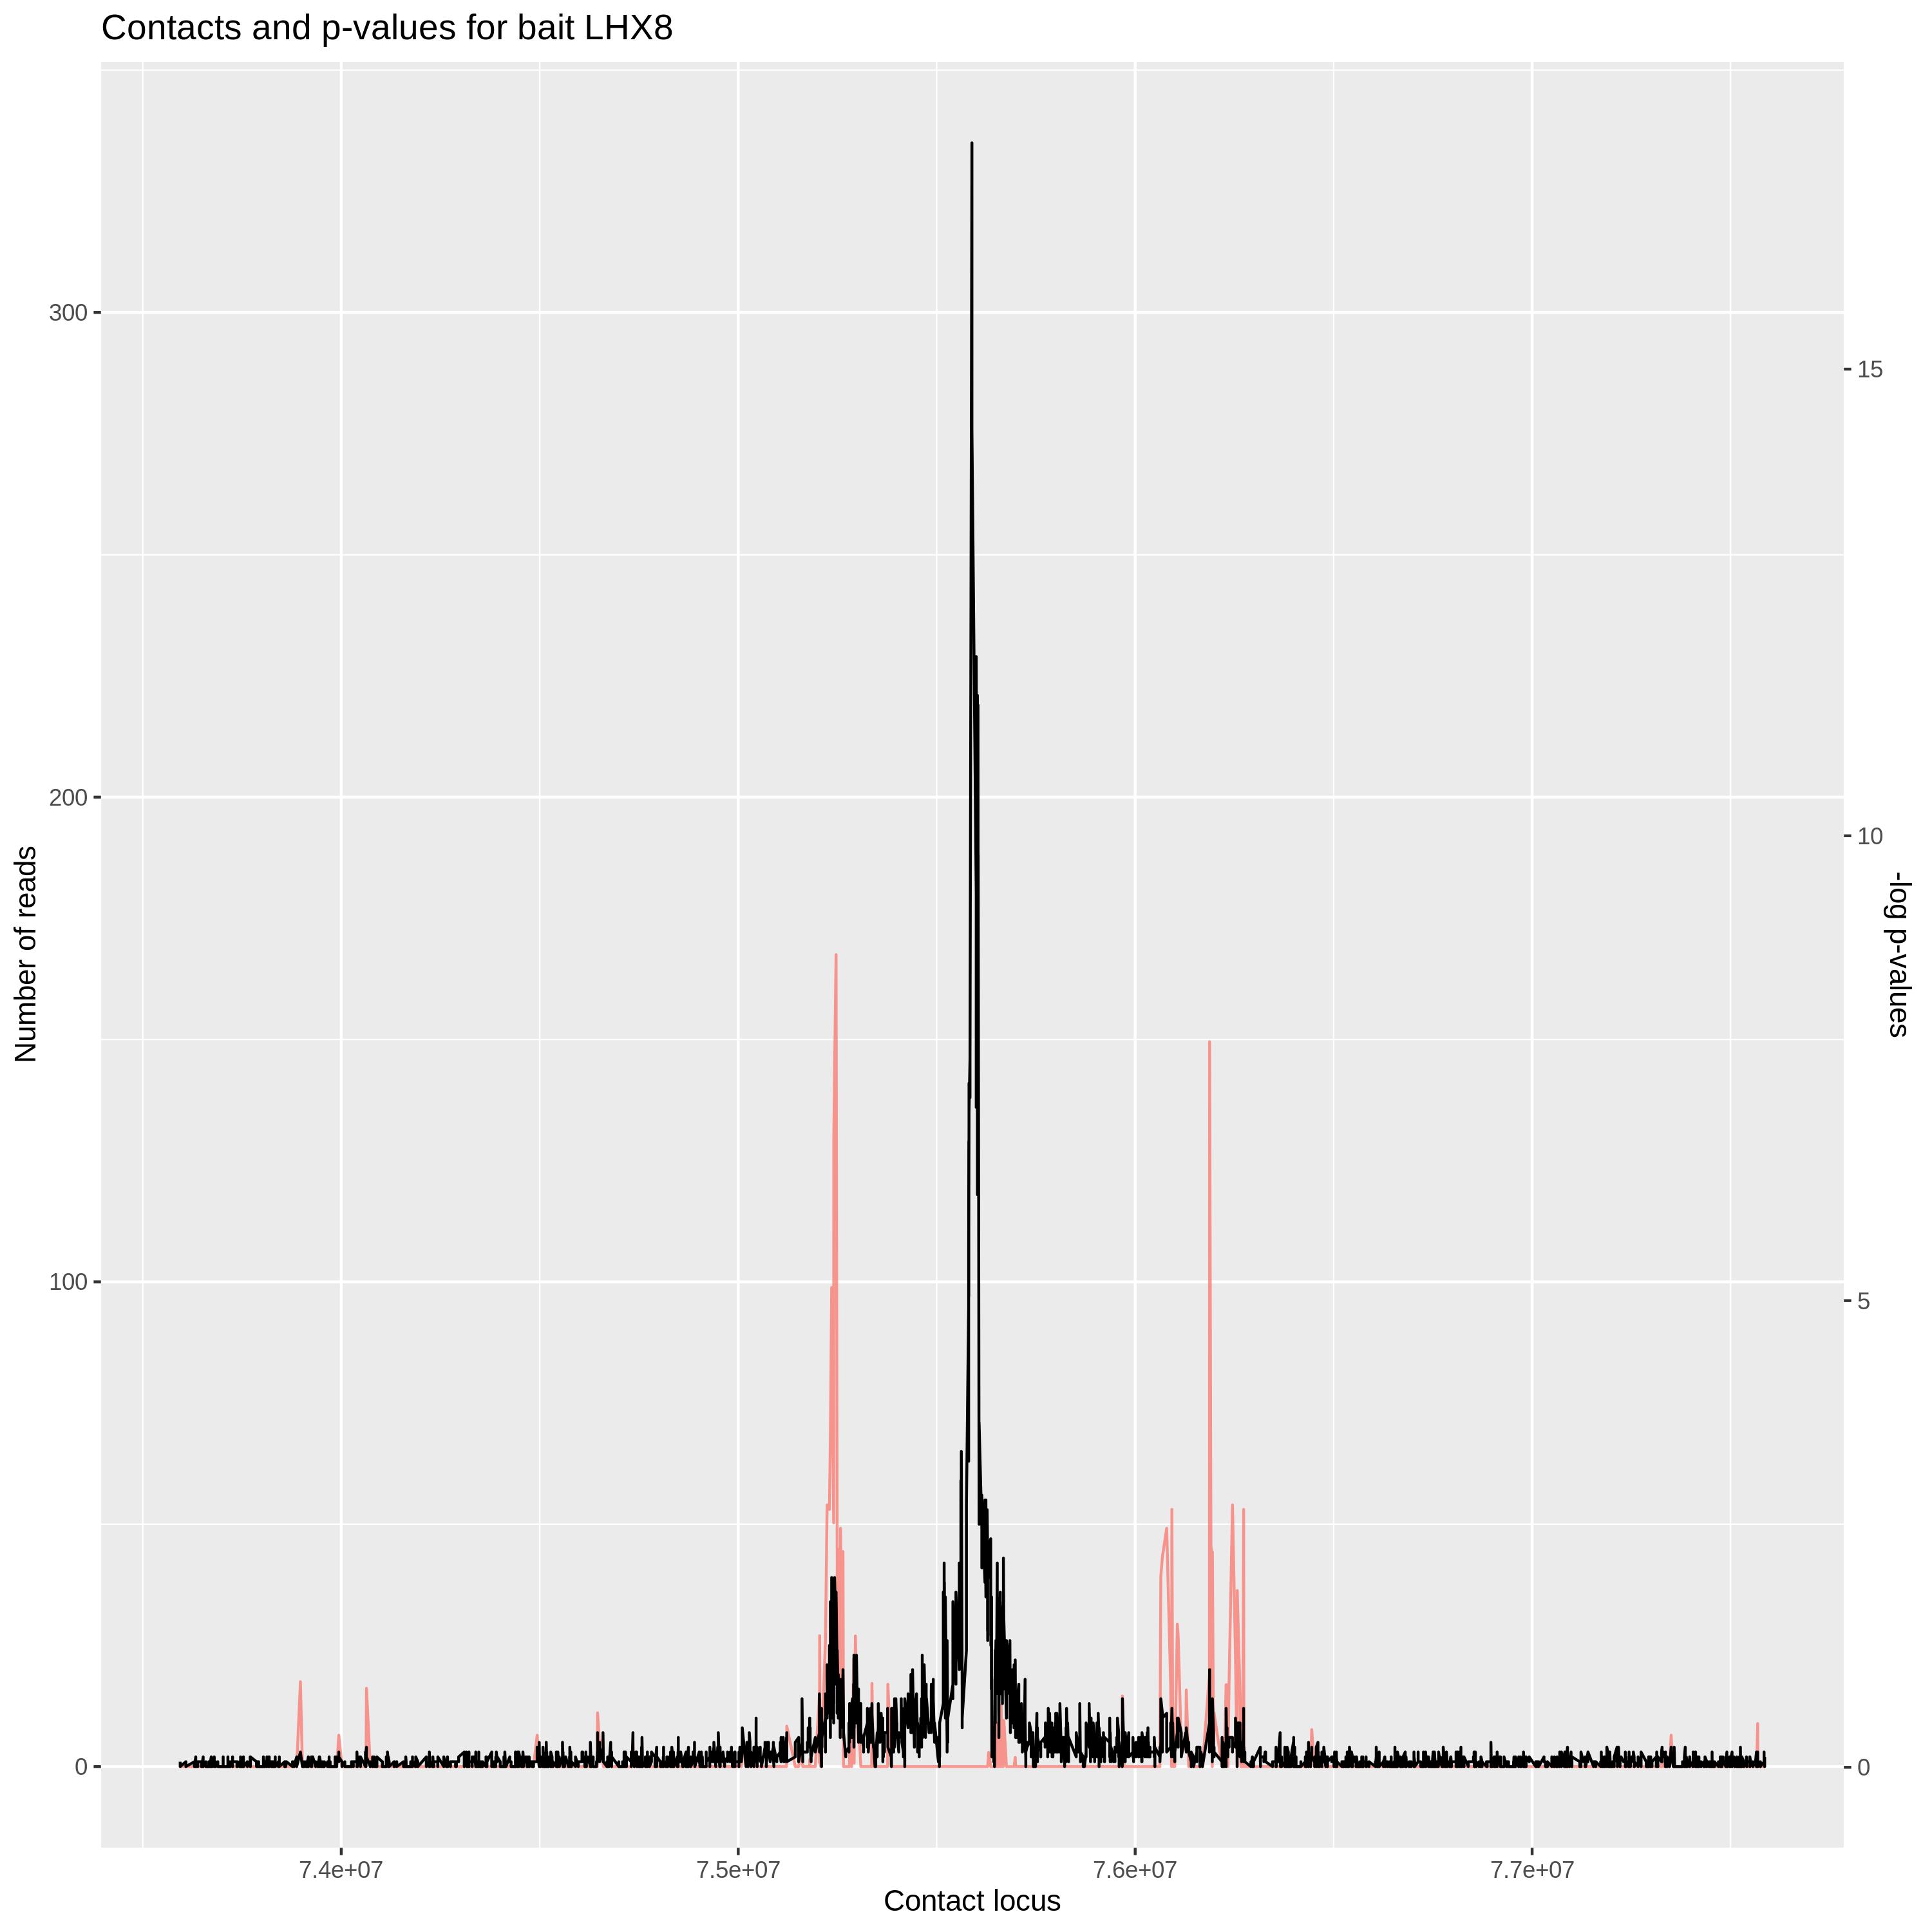 Contacts and p-values for bait LHX8
300
200
100
0
Number of reads
15
10
5
0
-log p-values
7.4e+07
7.5e+07
7.6e+07
7.7e+07
Contact locus